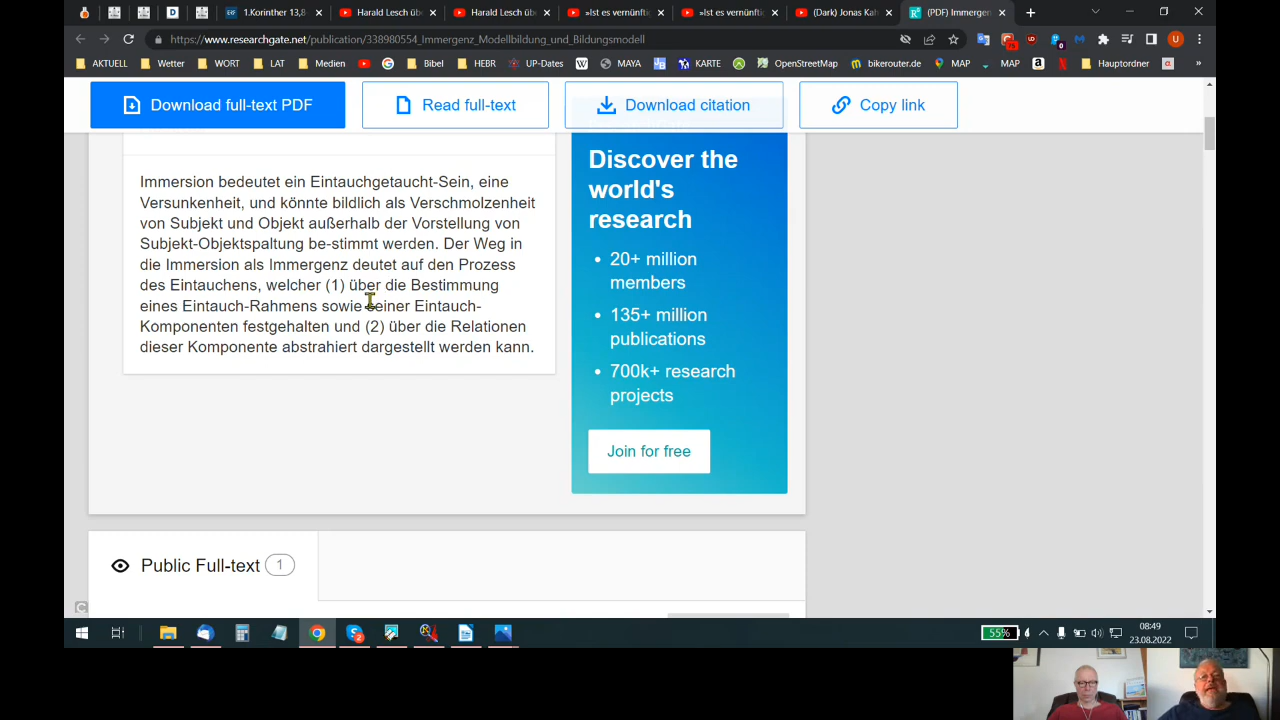 1.Korinther 13,8
Harald Lesch üb
Harald Lesch üb
»Ist es vernünfti
»Ist es vernünfti
(Dark) Jonas Kah
(PDF) Immergen
https://www.researchgate.net/publication/338980554_Immergenz_Modellbildung_und_Bildungsmodell
AKTUELL
Wetter
WORT
LAT
Medien
Bibel
HEBR
UP-Dates
MAYA
KARTE
OpenStreetMap
bikerouter.de
MAP
MAP
Hauptordner
»
Download full-text PDF
Read full-text
Download citation
Copy link
Immersion bedeutet ein Eintauchgetaucht-Sein, eine
Versunkenheit, und könnte bildlich als Verschmolzenheit
von Subjekt und Objekt außerhalb der Vorstellung von
Subjekt-Objektspaltung be-stimmt werden. Der Weg in
die Immersion als Immergenz deutet auf den Prozess
des Eintauchens, welcher (1) über die Bestimmung
eines Eintauch-Rahmens sowie seiner Eintauch-
Komponenten festgehalten und (2) über die Relationen
dieser Komponente abstrahiert dargestellt werden kann.
Discover the
world's
research
• 20+ million
members
• 135+ million
publications
• 700k+ research
projects
Join for free
Public Full-text 1
55%
08:49
23.08.2022